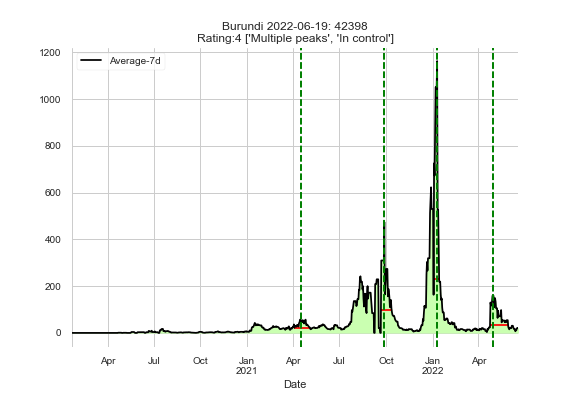 Burundi 2022-06-19: 42398
Rating:4 ['Multiple peaks', 'In control']
1200
Average-7d
1000
800
600
400
200
0
Apr Jul Oct Jan Apr Jul Oct Jan Apr
2021 2022
Date